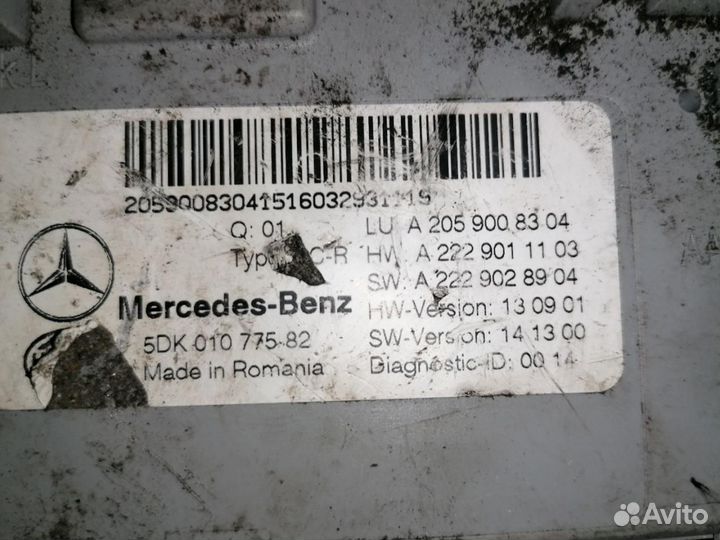 20590083041516032931119
Q: 01
LU A 205 900 83 04
HW A 222 901 11 03
SW: A 222 902 89 04
Mercedes-Benz
HW-Version: 13 09 01
5DK 010 775-82
SW-Version: 14 13 00
Made in Romania
Diagnostic-ID: 00 14
Avito